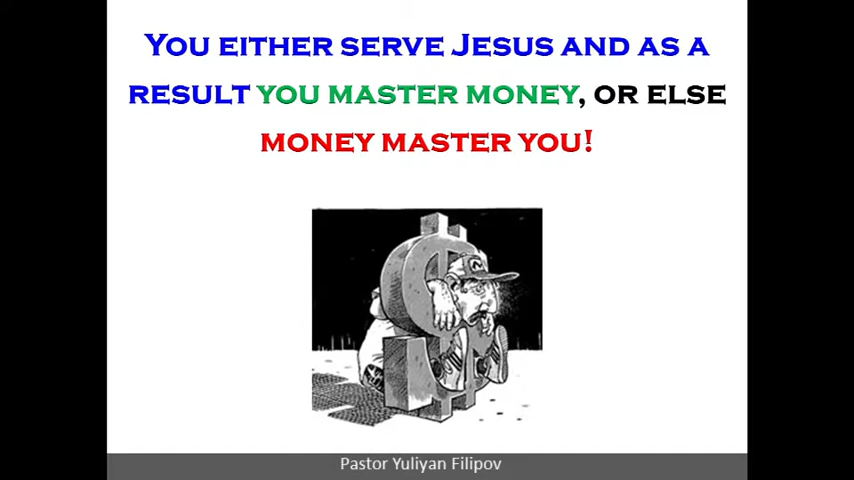 You either serve Jesus and as a
result you master money, or else
money master you!
Pastor Yuliyan Filipov